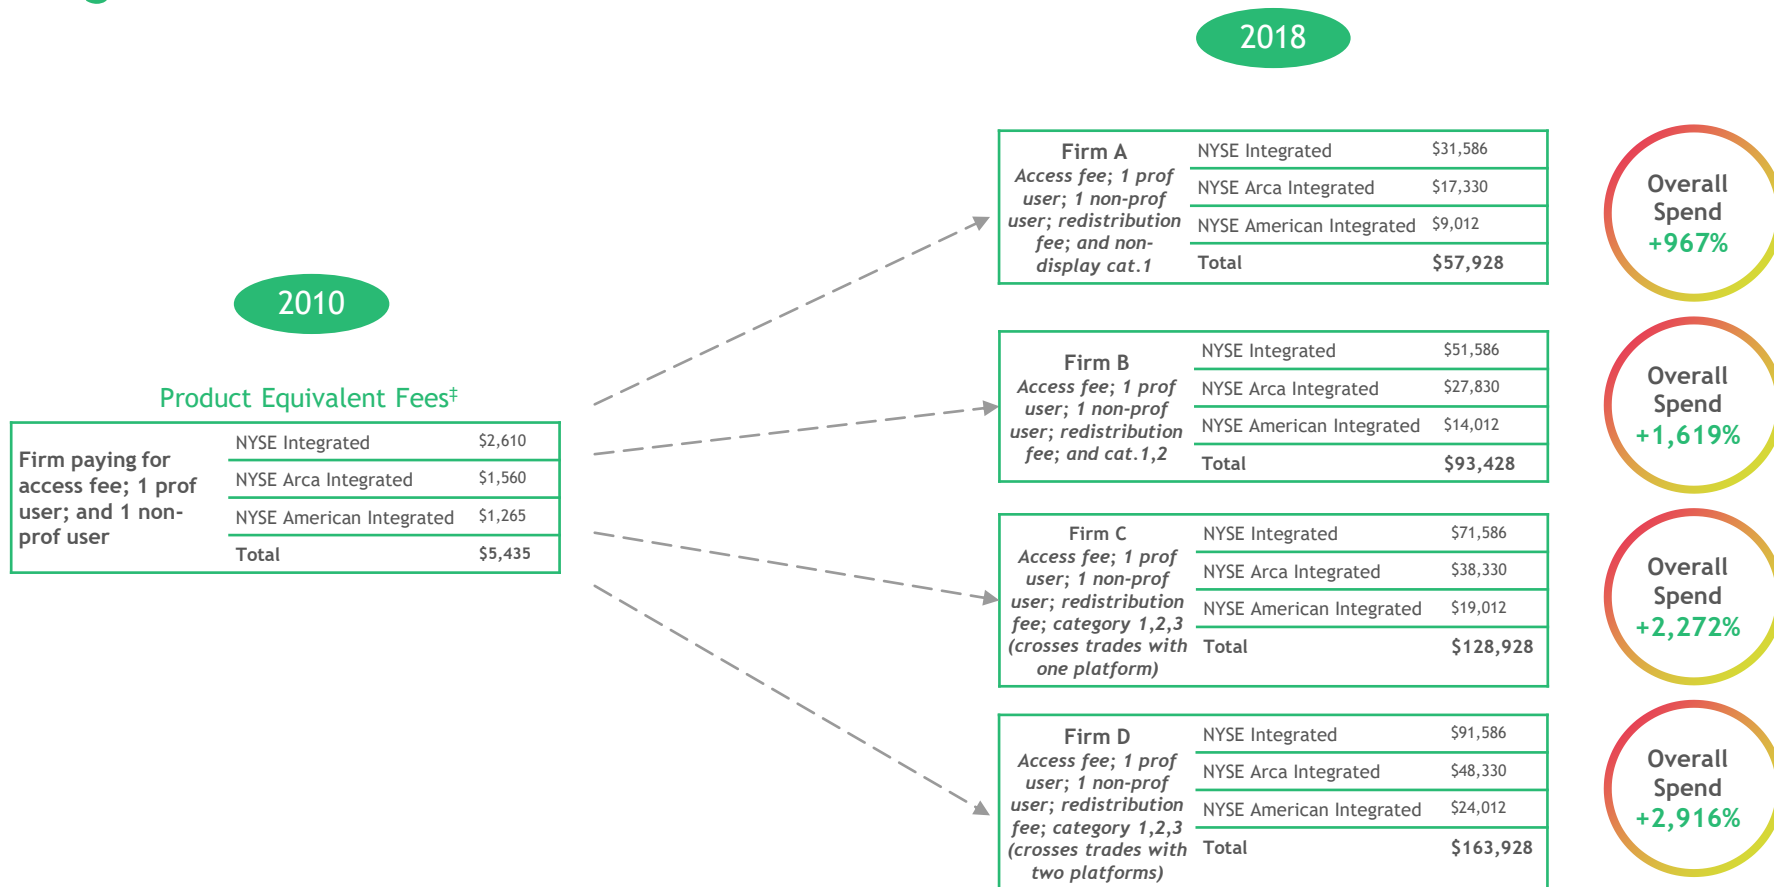 2018
2010
Product Equivalent Fees‡
Firm paying for
access fee; 1 prof
user; and 1 non-
prof user
NYSE Integrated $2,610
NYSE Arca Integrated $1,560
NYSE American Integrated $1,265
Total $5,435
Firm A
Access fee; 1 prof
user; 1 non-prof
user; redistribution
fee; and non-
display cat.1
NYSE Integrated $31,586
NYSE Arca Integrated $17,330
NYSE American Integrated $9,012
Total $57,928
Overall
Spend
+967%
Firm B
Access fee; 1 prof
user; 1 non-prof
user; redistribution
fee; and cat.1,2
NYSE Integrated $51,586
NYSE Arca Integrated $27,830
NYSE American Integrated $14,012
Total $93,428
Overall
Spend
+1,619%
Firm C
Access fee; 1 prof
user; 1 non-prof
user; redistribution
fee; category 1,2,3
(crosses trades with
one platform)
NYSE Integrated $71,586
NYSE Arca Integrated $38,330
NYSE American Integrated $19,012
Total $128,928
Overall
Spend
+2,272%
Firm D
Access fee; 1 prof
user; 1 non-prof
user; redistribution
fee; category 1,2,3
(crosses trades with
two platforms)
NYSE Integrated $91,586
NYSE Arca Integrated $48,330
NYSE American Integrated $24,012
Total $163,928
Overall
Spend
+2,916%